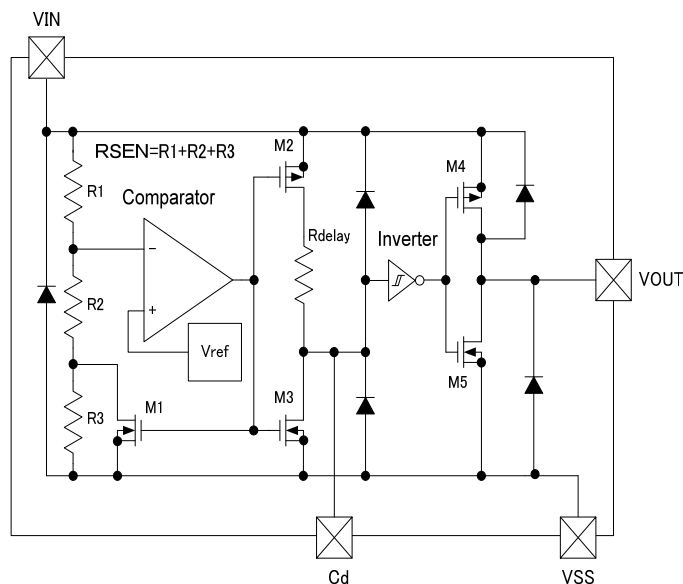 VIN
RSEN=R1+R2+R3
M2
M4
R1
Comparator
−
Rdelay
Inverter
VOUT
R2
+
Vref
M5
R3
M1
M3
Cd
VSS